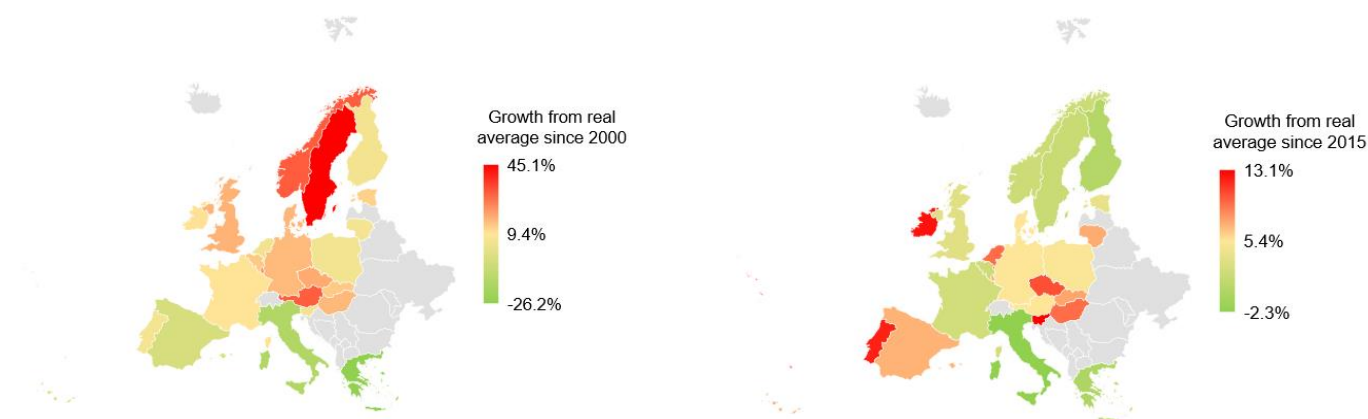 Growth from real
average since 2000
45.1%
9.4%
-26.2%
Growth from real
average since 2015
13.1%
5.4%
-2.3%